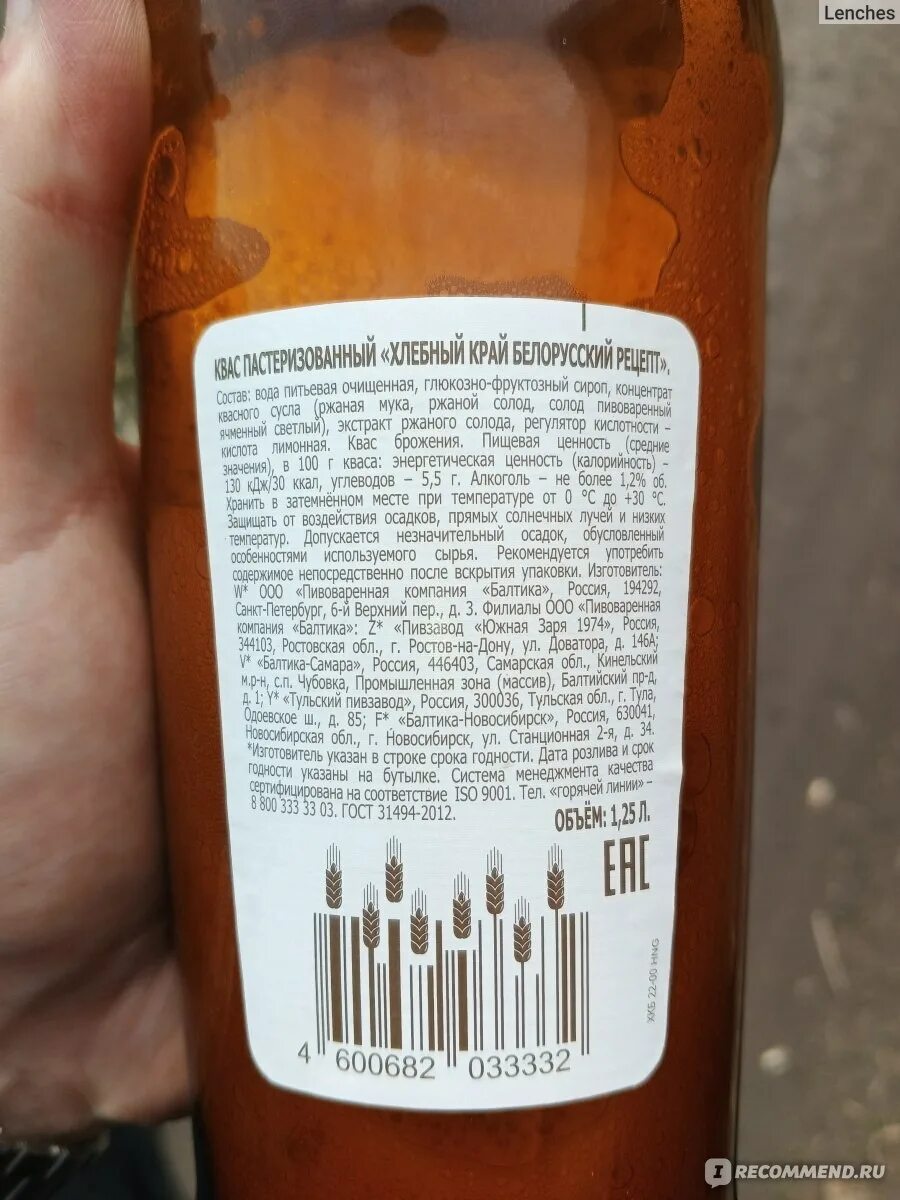 Lenches
КВАС ПАСТЕРИЗОВАННЫЙ «ХЛЕБНЫЙ КРАЙ БЕЛОРУССКИЙ РЕЦЕПТ».
Состав: вода питьевая очищенная, глюкозно-фруктозный сироп, концентрат
квасного сусла (ржаная мука, ржаной солод, солод пивоваренный
ячменный светлый), экстракт ржаного солода, регулятор кислотности –
кислота лимонная. Квас брожения. Пищевая ценность (средние
значения), в 100 г кваса: энергетическая ценность (калорийность) –
130 кДж/30 ккал, углеводов – 5,5 г. Алкоголь – не более 1,2% об.
Хранить в затемнённом месте при температуре от 0 °С до +30 °С.
Защищать от воздействия осадков, прямых солнечных лучей и низких
температур. Допускается незначительный осадок, обусловленный
особенностями используемого сырья. Рекомендуется употребить
содержимое непосредственно после вскрытия упаковки. Изготовитель:
W* ООО «Пивоваренная компания «Балтика», Россия, 194292,
Санкт-Петербург, 6-й Верхний пер., д. 3. Филиалы ООО «Пивоваренная
компания «Балтика»: Z* «Пивзавод «Южная Заря 1974», Россия,
344103, Ростовская обл., г. Ростов-на-Дону, ул. Доватора, д. 146А;
V* «Балтика-Самара», Россия, 446403, Самарская обл., Кинельский
м.р-н, с.п. Чубовка, Промышленная зона (массив), Балтийский пр-д,
д. 1; Y* «Тульский пивзавод», Россия, 300036, Тульская обл., г. Тула,
Одоевское ш., д. 85; F* «Балтика-Новосибирск», Россия, 630041,
Новосибирская обл., г. Новосибирск, ул. Станционная 2-я, д. 34.
*Изготовитель указан в строке срока годности. Дата розлива и срок
годности указаны на бутылке. Система менеджмента качества
сертифицирована на соответствие ISO 9001. Тел. «горячей линии» –
8 800 333 33 03. ГОСТ 31494-2012.
ОБЪЁМ: 1,25 Л.
ЕАС
ХКБ 22-00 HNG
4 600682 033332
IRECOMMEND.RU